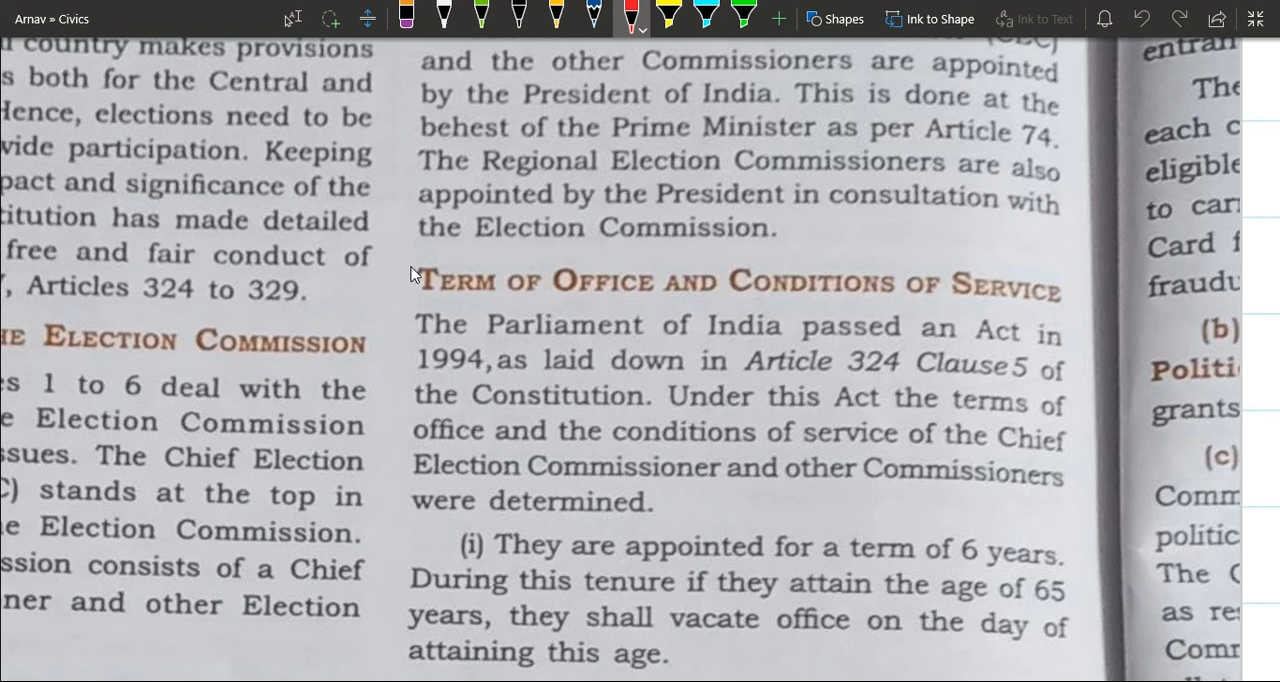 Arnav » Civics
Shapes
Ink to Shape
Ink to Text
country makes provisions
s both for the Central and
Hence, elections need to be
wide participation. Keeping
pact and significance of the
titution has made detailed
free and fair conduct of
, Articles 324 to 329.
HE ELECTION COMMISSION
es 1 to 6 deal with the
e Election Commission
ssues. The Chief Election
C) stands at the top in
e Election Commission.
ssion consists of a Chief
ner and other Election
(CEC)
and the other Commissioners are appointed
by the President of India. This is done at the
behest of the Prime Minister as per Article 74.
The Regional Election Commissioners are also
appointed by the President in consultation with
the Election Commission.
TERM OF OFFICE AND CONDITIONS OF SERVICE
The Parliament of India passed an Act in
1994, as laid down in Article 324 Clause 5 of
the Constitution. Under this Act the terms of
office and the conditions of service of the Chief
Election Commissioner and other Commissioners
were determined.
(i) They are appointed for a term of 6 years.
During this tenure if they attain the age of 65
years, they shall vacate office on the day of
attaining this age.
entran
The
each c
eligible
to car
Card f
fraudu
(b)
Politi
grants
(c)
Comm
politic
The
as re
Comr